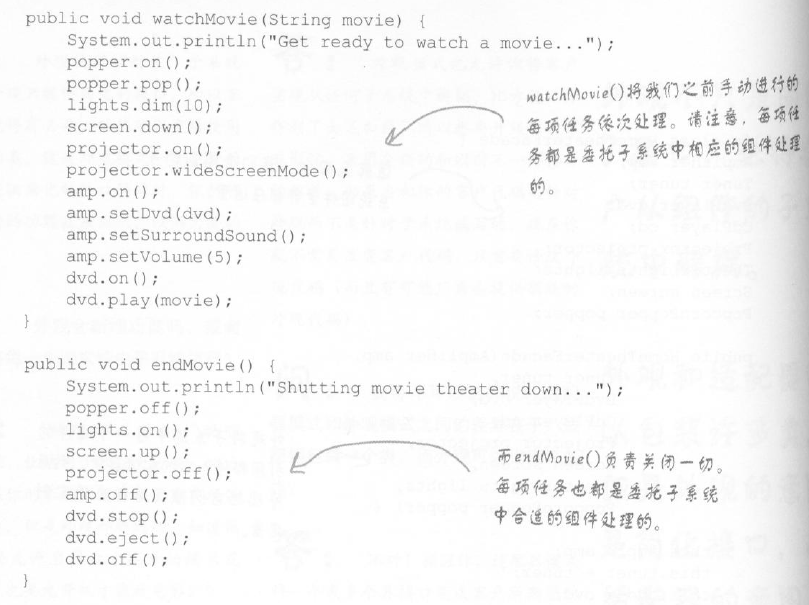 public void watchMovie(String movie) {
System.out.println("Get ready to watch a movie...");
popper.on();
popper.pop();
lights.dim(10);
screen.down();
projector.on();
projector.wideScreenMode();
amp.on();
amp.setDvd(dvd);
amp.setSurroundSound();
amp.setVolume(5);
dvd.on();
dvd.play(movie);
}
watchMovie()将我们之前手动进行的
每项任务依次处理。请注意，每项任
务都是委托子系统中相应的组件处理
的。
public void endMovie() {
System.out.println("Shutting movie theater down...");
popper.off();
lights.on();
screen.up();
projector.off();
amp.off();
dvd.stop();
dvd.eject();
dvd.off();
}
而endMovie()负责关闭一切。
每项任务也都是委托子系统
中合适的组件处理的。